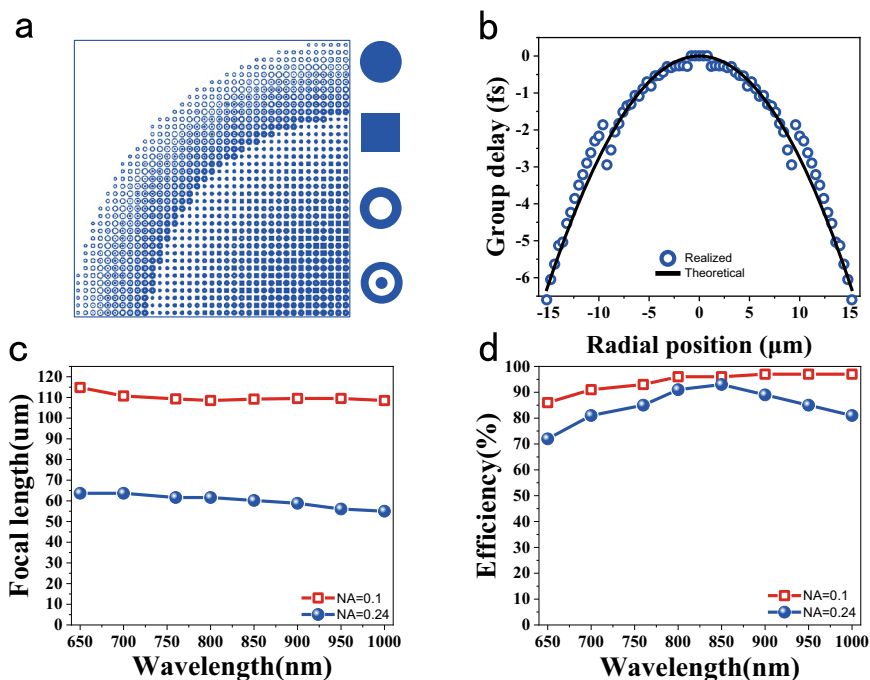 a
b
0
-1
-2
-3
-4
-5
-6
Group delay (fs)
Realized
Theoretical
-15 -10 -5 0 5 10 15
Radial position (μm)
c
120
110
100
90
80
70
60
50
40
30
20
10
0
Focal length(um)
NA=0.1
NA=0.24
650 700 750 800 850 900 950 1000
Wavelength(nm)
d
100
90
80
70
60
50
40
30
20
10
0
Efficiency(%)
NA=0.1
NA=0.24
650 700 750 800 850 900 950 1000
Wavelength(nm)